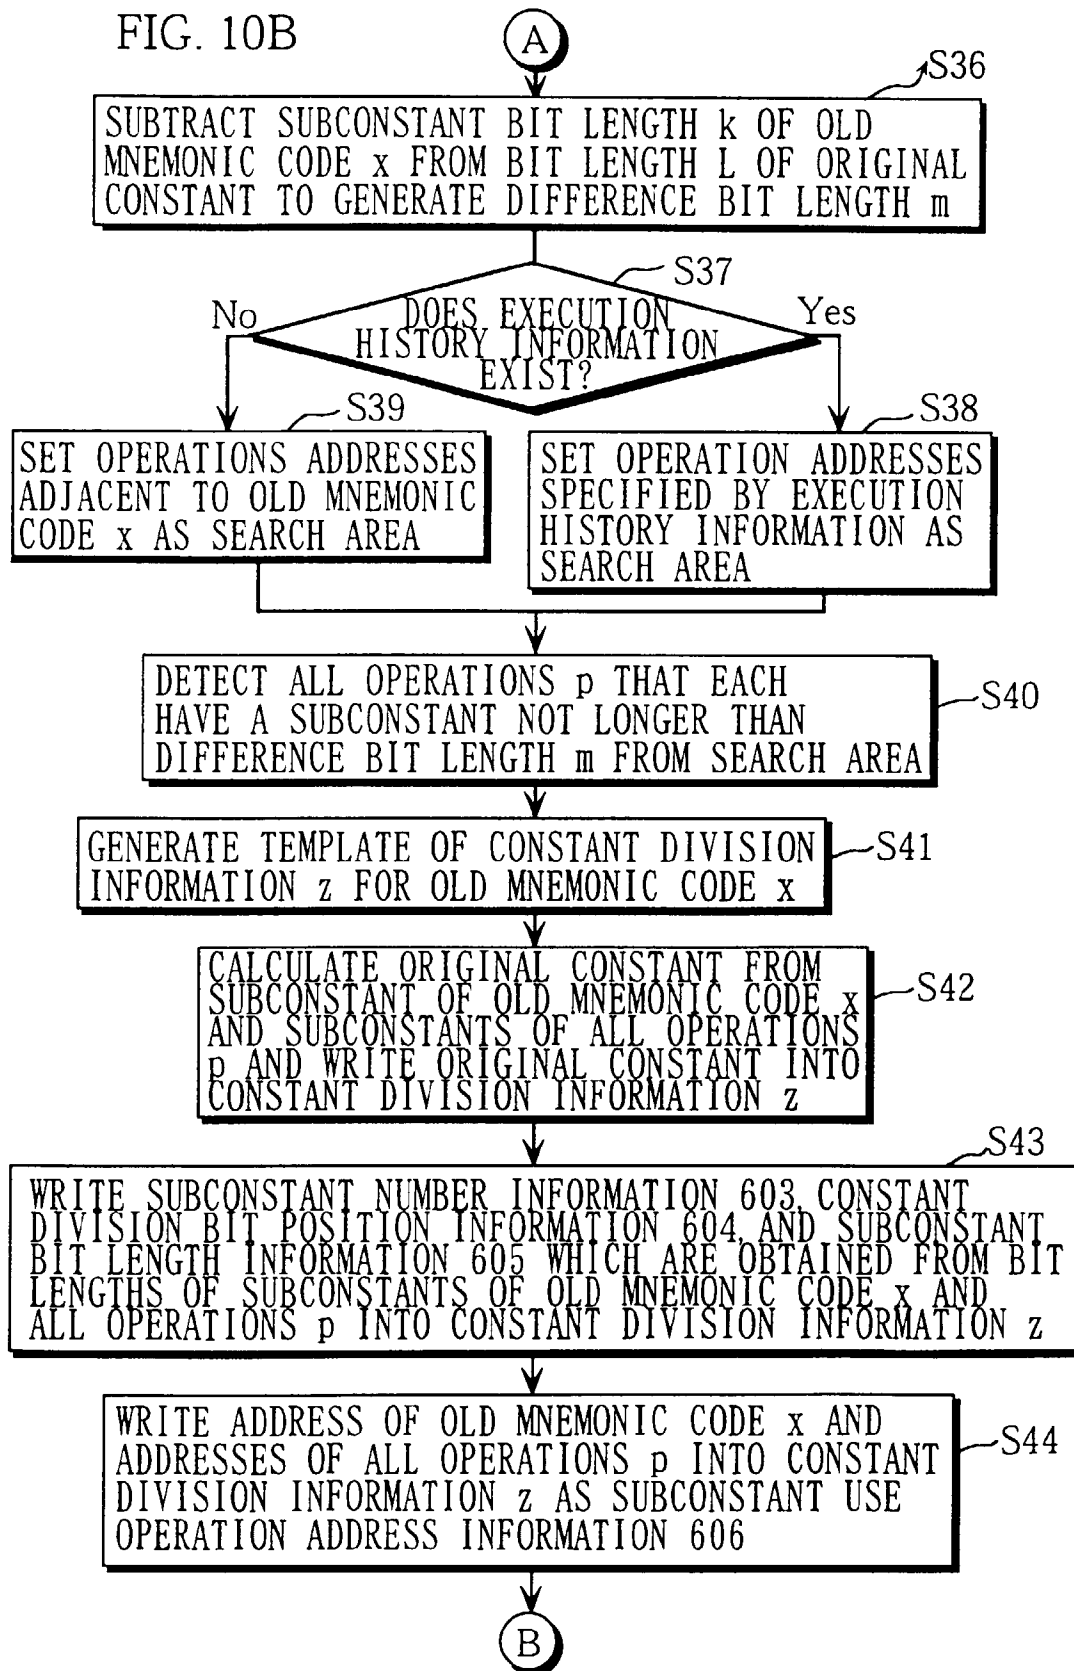 FIG. 10B
A
S36
SUBTRACT SUBCONSTANT BIT LENGTH k OF OLD
MNEMONIC CODE x FROM BIT LENGTH L OF ORIGINAL
CONSTANT TO GENERATE DIFFERENCE BIT LENGTH m
S37
No
Yes
DOES EXECUTION
HISTORY INFORMATION
EXIST?
S39
SET OPERATIONS ADDRESSES
ADJACENT TO OLD MNEMONIC
CODE x AS SEARCH AREA
S38
SET OPERATION ADDRESSES
SPECIFIED BY EXECUTION
HISTORY INFORMATION AS
SEARCH AREA
S40
DETECT ALL OPERATIONS p THAT EACH
HAVE A SUBCONSTANT NOT LONGER THAN
DIFFERENCE BIT LENGTH m FROM SEARCH AREA
S41
GENERATE TEMPLATE OF CONSTANT DIVISION
INFORMATION z FOR OLD MNEMONIC CODE x
S42
CALCULATE ORIGINAL CONSTANT FROM
SUBCONSTANT OF OLD MNEMONIC CODE x
AND SUBCONSTANTS OF ALL OPERATIONS
p AND WRITE ORIGINAL CONSTANT INTO
CONSTANT DIVISION INFORMATION z
S43
WRITE SUBCONSTANT NUMBER INFORMATION 603, CONSTANT
DIVISION BIT POSITION INFORMATION 604, AND SUBCONSTANT
BIT LENGTH INFORMATION 605 WHICH ARE OBTAINED FROM BIT
LENGTHS OF SUBCONSTANTS OF OLD MNEMONIC CODE x AND
ALL OPERATIONS p INTO CONSTANT DIVISION INFORMATION z
S44
WRITE ADDRESS OF OLD MNEMONIC CODE x AND
ADDRESSES OF ALL OPERATIONS p INTO CONSTANT
DIVISION INFORMATION z AS SUBCONSTANT USE
OPERATION ADDRESS INFORMATION 606
B